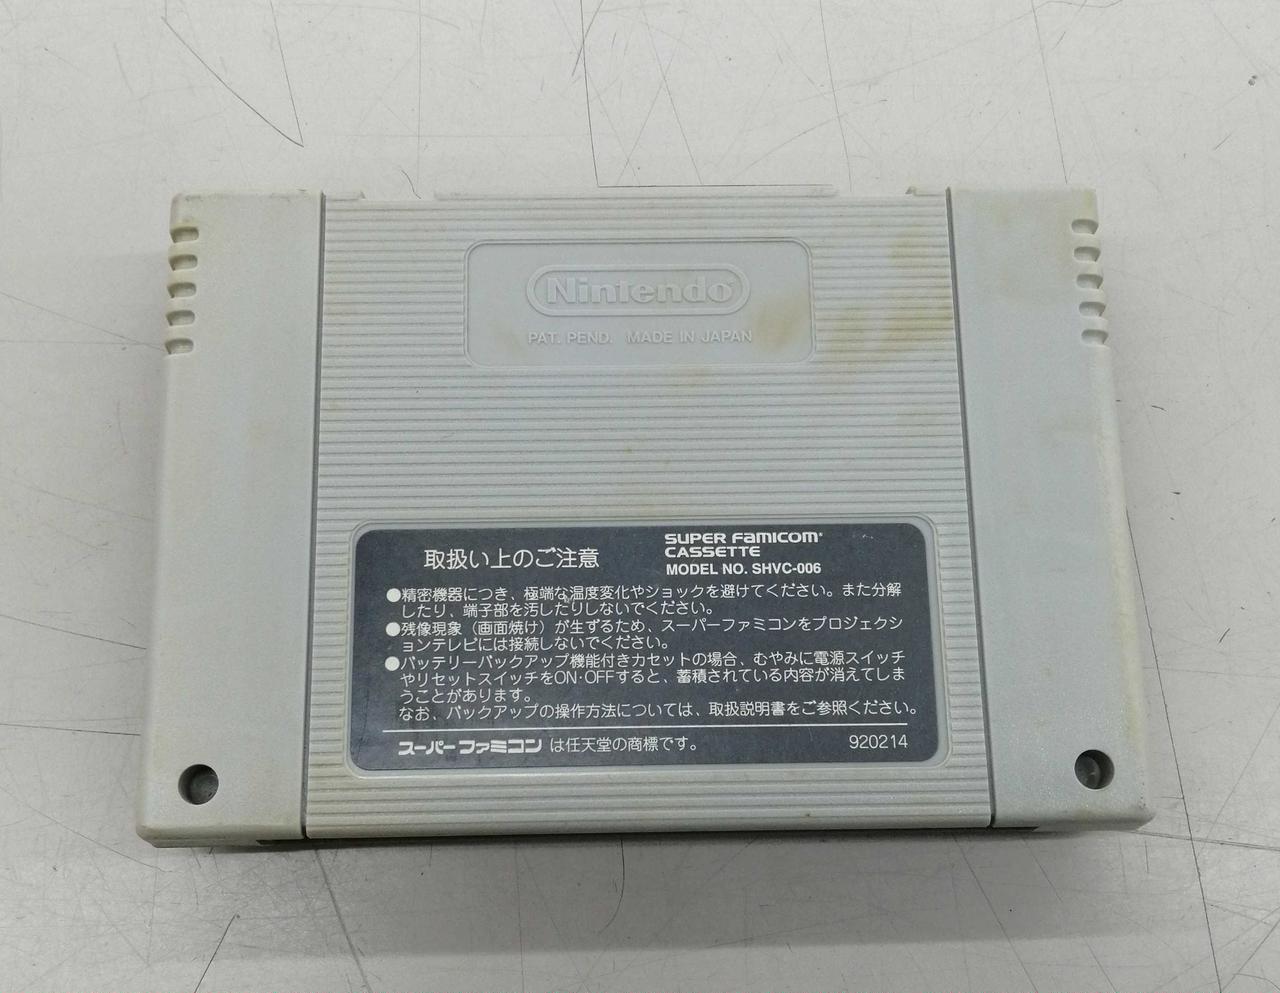 Nintendo
PAT. PEND. MADE IN JAPAN
取扱い上のご注意
SUPER FAMICOM
CASSETTE
MODEL NO. SHVC-006
●精密機器につき、極端な温度変化やショックを避けてください。また分解
したり、端子部を汚したりしないでください。
●残像現象（画面焼け）が生ずるため、スーパーファミコンをプロジェクシ
ョンテレビには接続しないでください。
●バッテリーバックアップ機能付きカセットの場合、むやみに電源スイッチ
やリセットスイッチをON·OFFすると、蓄積されている内容が消えてしま
うことがあります。
なお、バックアップの操作方法については、取扱説明書をご参照ください。
スーパーファミコン は任天堂の商標です。 920214